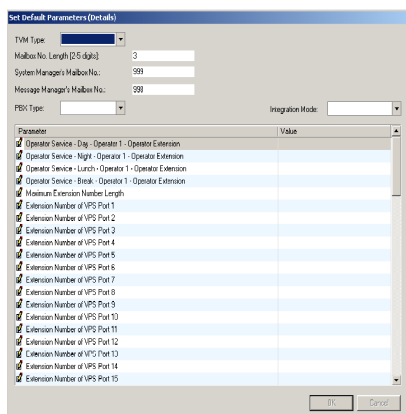 Set Default Parameters (Details)
TVM Type:
Mailbox No. Length [2-5 digits]: 3
System Manager's Mailbox No.: 999
Message Manager's Mailbox No.: 998
PBX Type: Integration Mode:
Parameter Value
Operator Service - Day - Operator 1 - Operator Extension
Operator Service - Night - Operator 1 - Operator Extension
Operator Service - Lunch - Operator 1 - Operator Extension
Operator Service - Break - Operator 1 - Operator Extension
Maximum Extension Number Length
Extension Number of VPS Port 1
Extension Number of VPS Port 2
Extension Number of VPS Port 3
Extension Number of VPS Port 4
Extension Number of VPS Port 5
Extension Number of VPS Port 6
Extension Number of VPS Port 7
Extension Number of VPS Port 8
Extension Number of VPS Port 9
Extension Number of VPS Port 10
Extension Number of VPS Port 11
Extension Number of VPS Port 12
Extension Number of VPS Port 13
Extension Number of VPS Port 14
Extension Number of VPS Port 15
OK Cancel